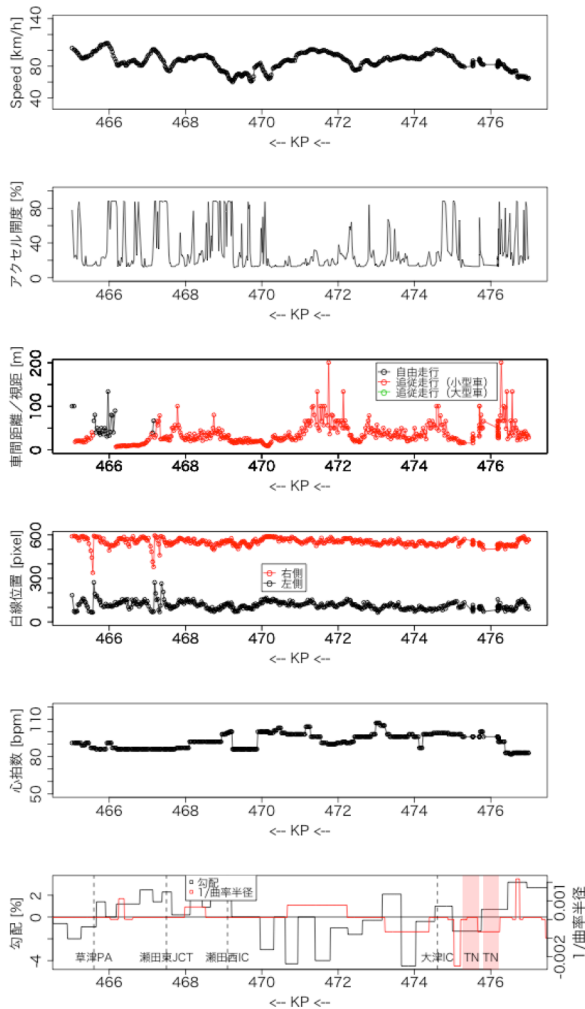 Speed [km/h]
140
80
40
466 468 470 472 474 476
<-- KP <--
アクセル開度 [%]
80
40
0
466 468 470 472 474 476
<-- KP <--
車間距離／視距 [m]
200
100
50
0
自由走行
追従走行（小型車）
追従走行（大型車）
466 468 470 472 474 476
<-- KP <--
白線位置 [pixel]
600
300
0
右側
左側
466 468 470 472 474 476
<-- KP <--
心拍数 [bpm]
110
80
50
466 468 470 472 474 476
<-- KP <--
勾配 [%]
2
0
-4
勾配
1/曲率半径
草津PA 瀬田東JCT 瀬田西IC 大津IC TN TN
0.001
-0.002
1/曲率半径
466 468 470 472 474 476
<-- KP <--